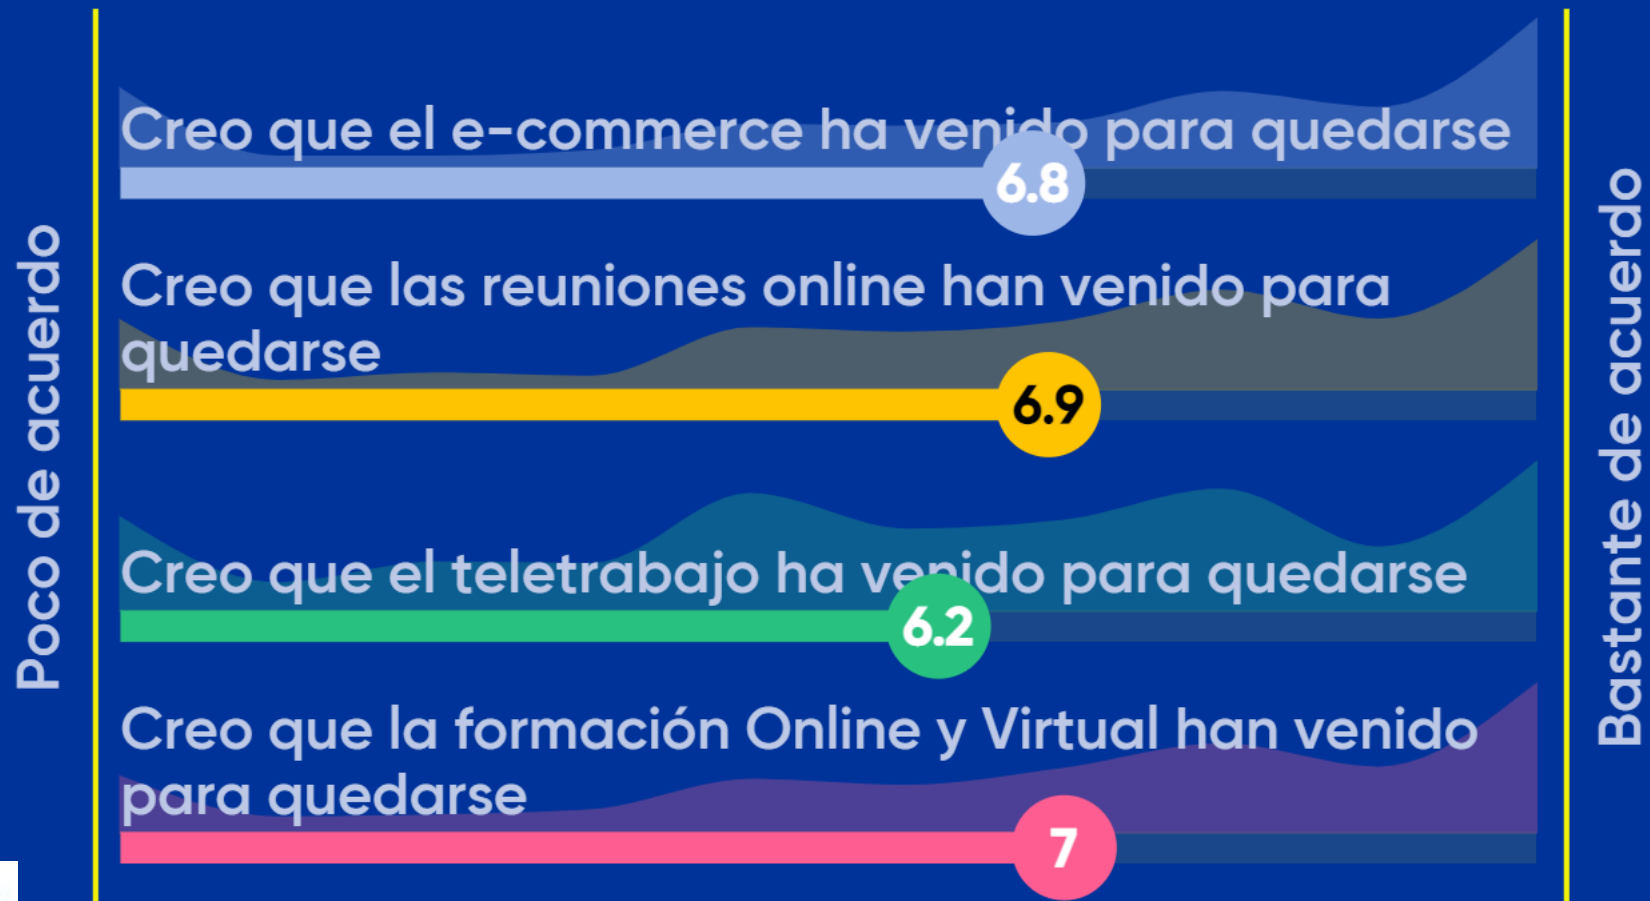 Poco de acuerdo
Creo que el e-commerce ha venido para quedarse
6.8
Creo que las reuniones online han venido para
quedarse
6.9
Creo que el teletrabajo ha venido para quedarse
6.2
Creo que la formación Online y Virtual han venido
para quedarse
7
Bastante de acuerdo